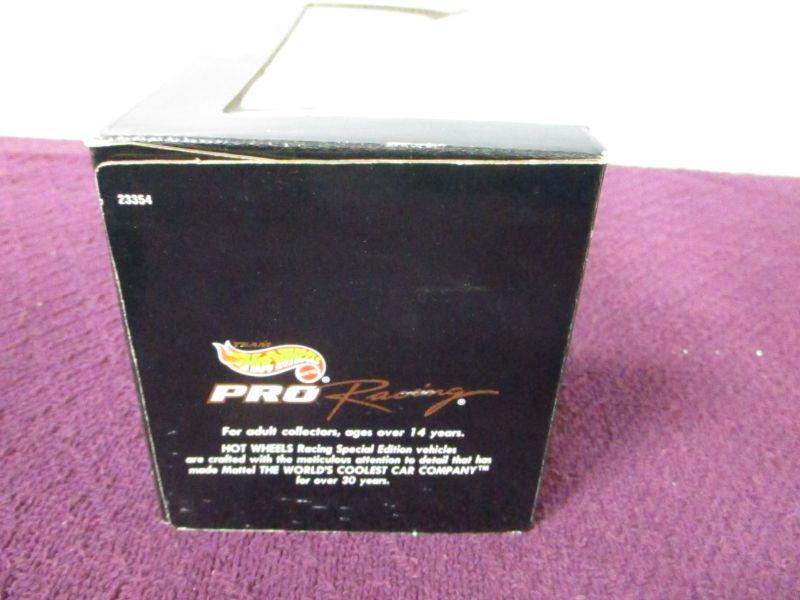 23354
TEAM
Hot Wheels
PRO® Racing®
For adult collectors, ages over 14 years.
HOT WHEELS Racing Special Edition vehicles
are crafted with the meticulous attention to detail that has
made Mattel THE WORLD'S COOLEST CAR COMPANY™
for over 30 years.